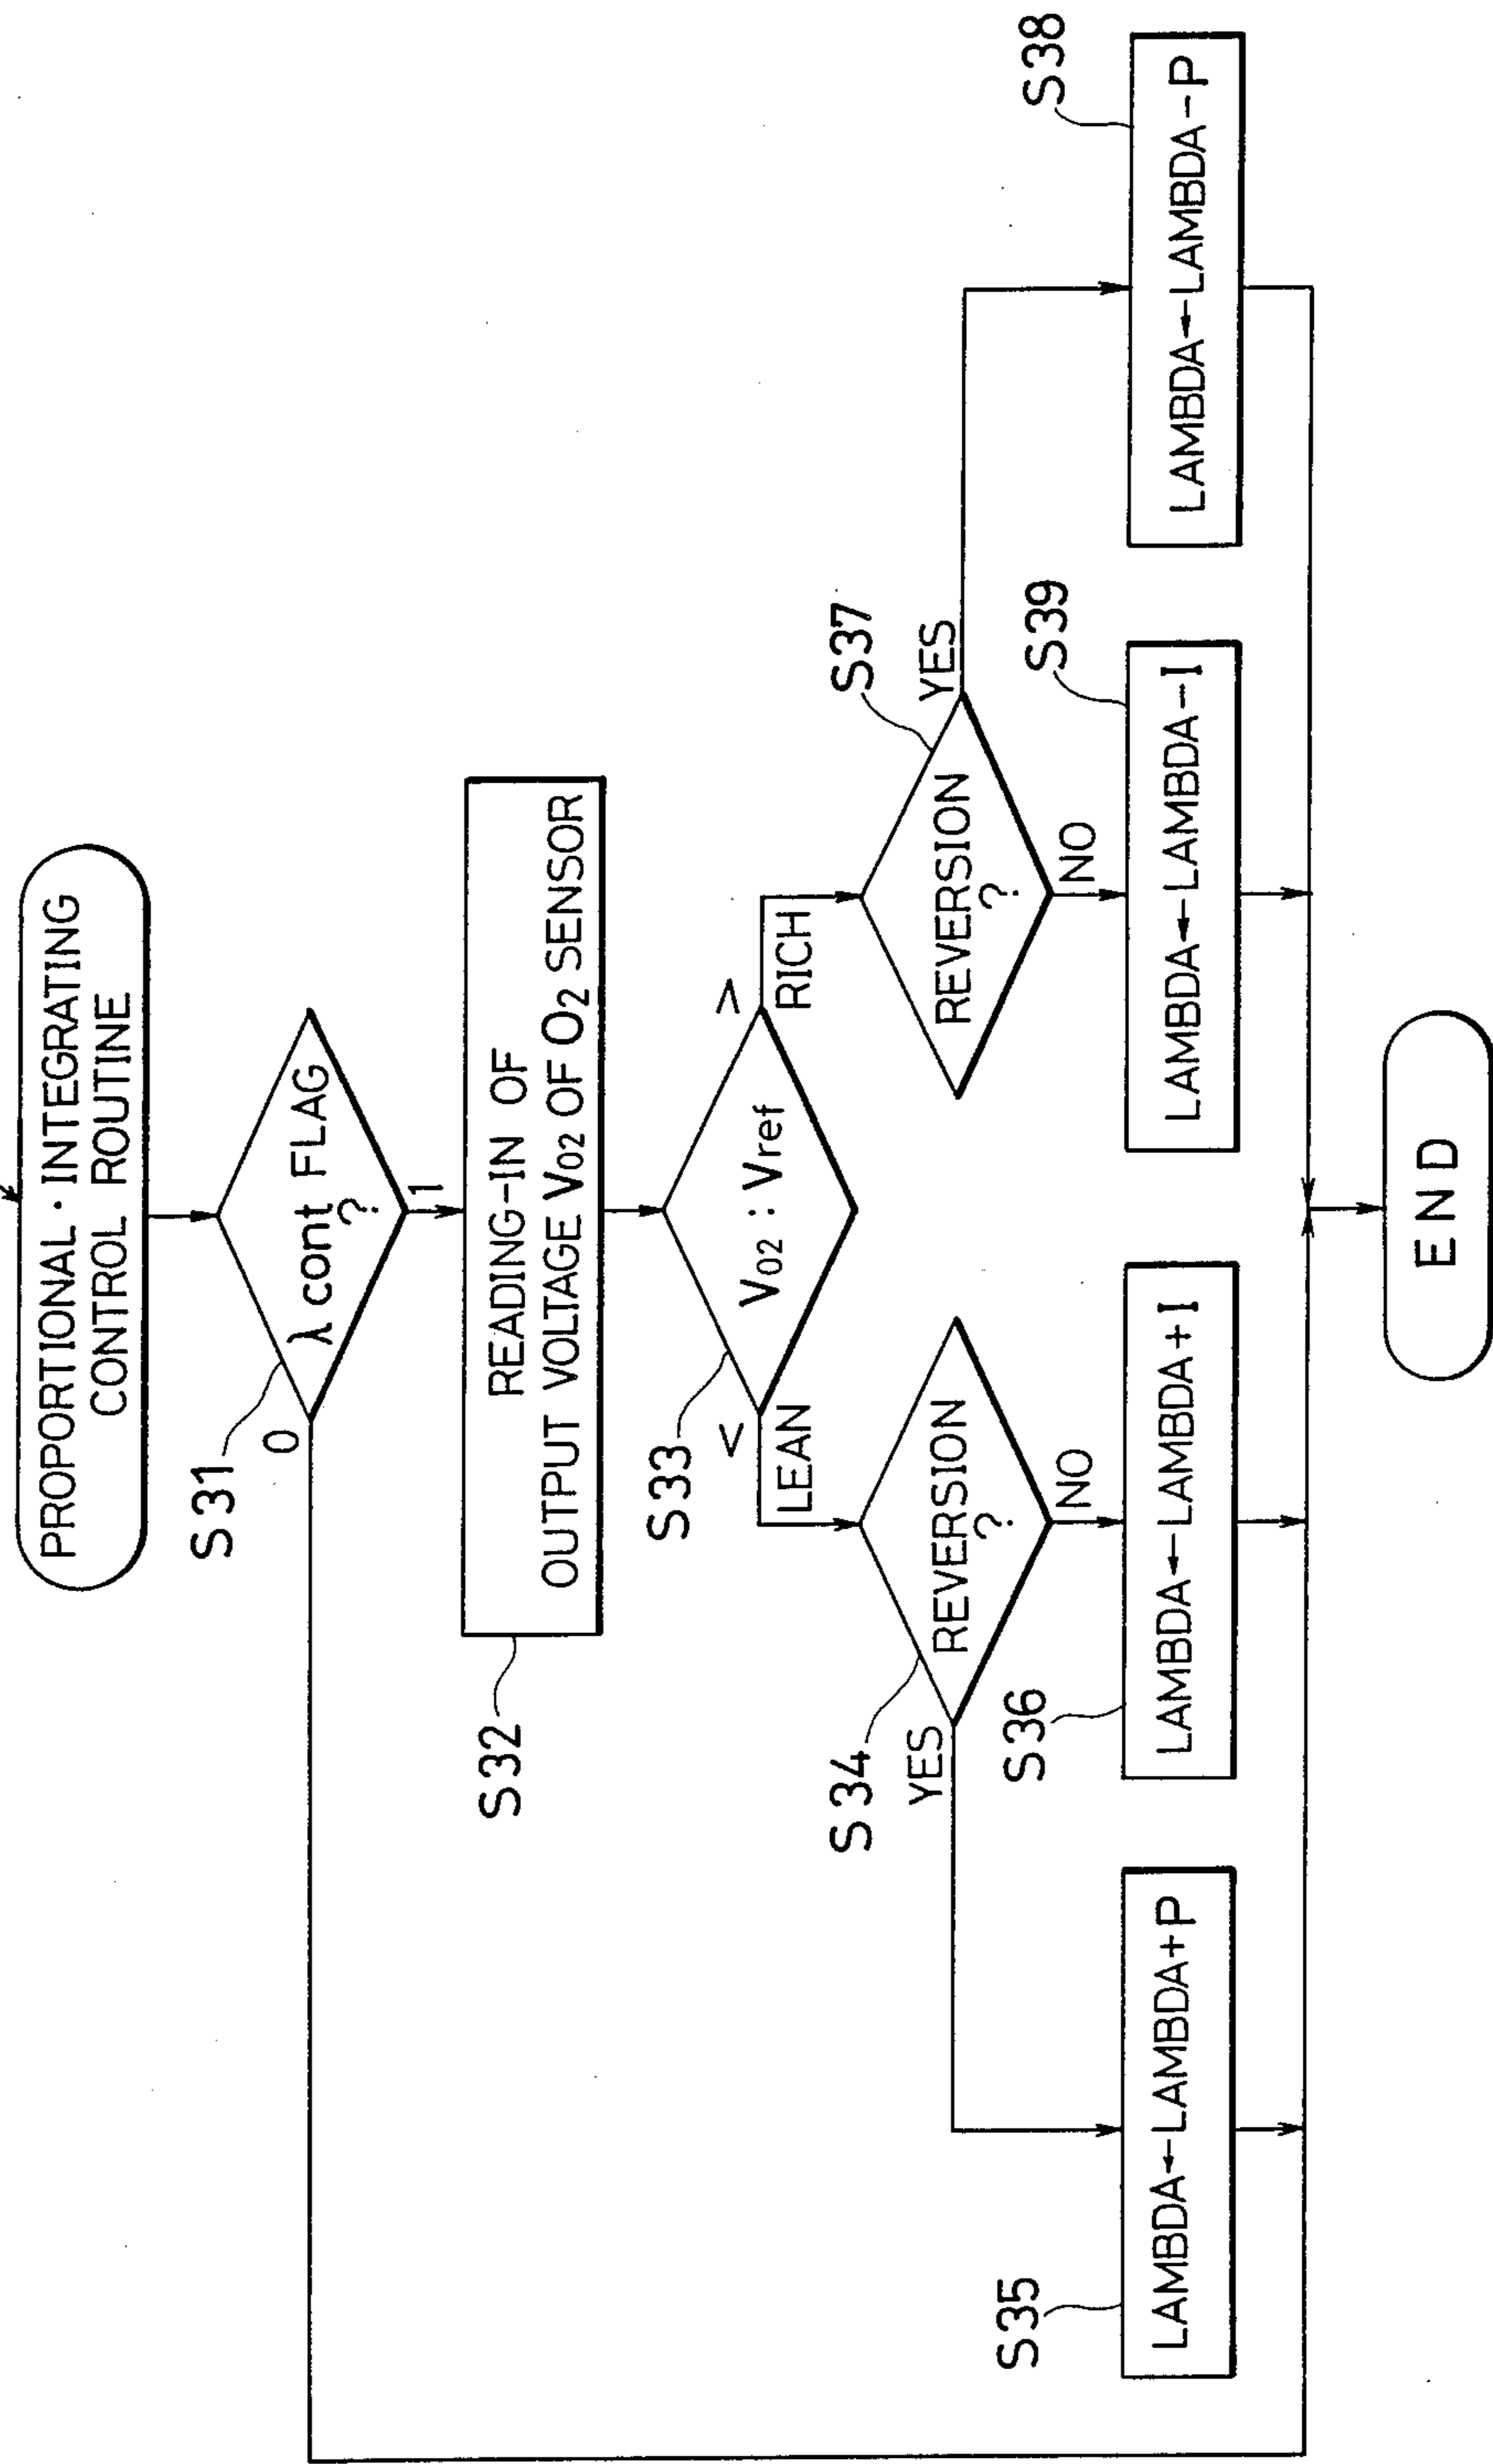 PROPORTIONAL · INTEGRATING
CONTROL ROUTINE
S31
λ cont FLAG
?
0
1
S32
READING-IN OF
OUTPUT VOLTAGE V02 OF O2 SENSOR
S33
V02 : Vref
<
LEAN
>
RICH
S34
REVERSION
?
YES
NO
S37
REVERSION
?
YES
NO
S35
LAMBDA←LAMBDA+P
S36
LAMBDA←LAMBDA+I
S39
LAMBDA←LAMBDA-I
S38
LAMBDA←LAMBDA-P
END